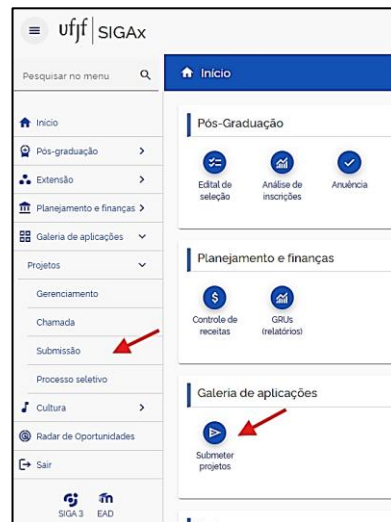 ufjf SIGAx
Pesquisar no menu
Início
Pós-graduação
Extensão
Planejamento e finanças
Galeria de aplicações
Projetos
Gerenciamento
Chamada
Submissão
Processo seletivo
Cultura
Radar de Oportunidades
Sair
SIGA 3 EAD
Início
Pós-Graduação
Edital de
seleção
Análise de
inscrições
Anuência
Planejamento e finanças
Controle de
receitas
GRUs
(relatórios)
Galeria de aplicações
Submeter
projetos